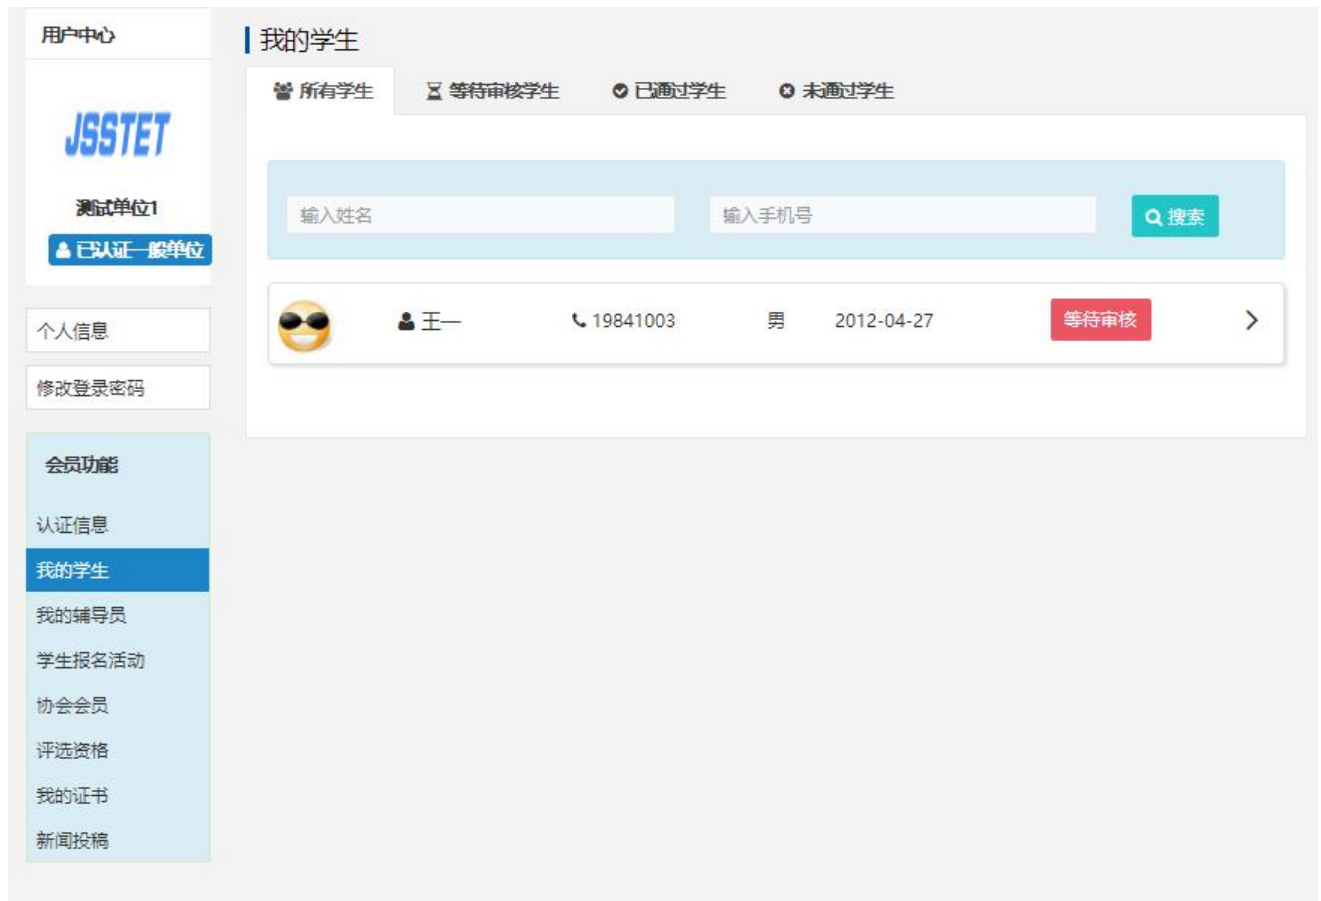 用户中心
JSSTET
测试单位1
已认证一般单位
个人信息
修改登录密码
会员功能
认证信息
我的学生
我的辅导员
学生报名活动
协会会员
评选资格
我的证书
新闻投稿
我的学生
所有学生 等待审核学生 已通过学生 未通过学生
输入姓名 输入手机号 搜索
王一 19841003 男 2012-04-27 等待审核